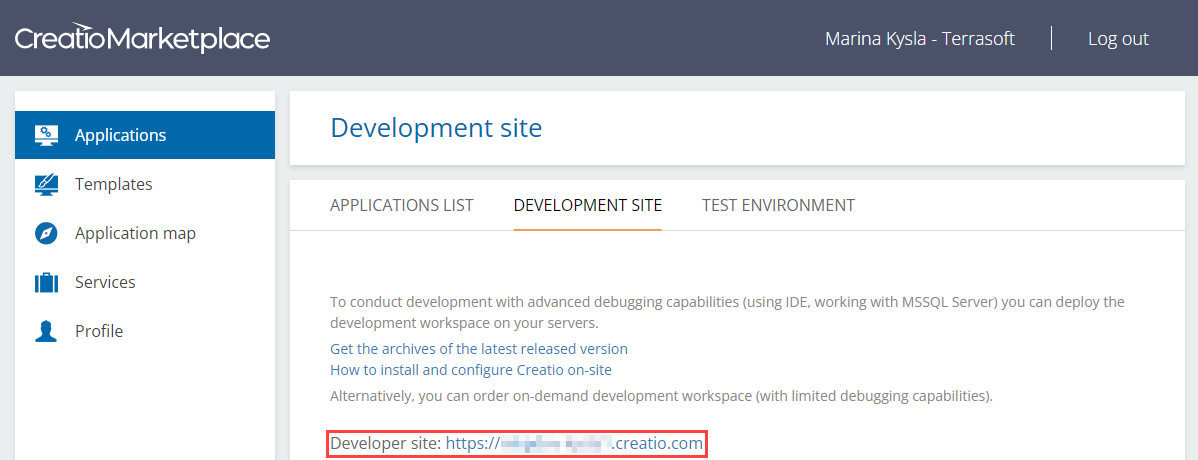 Creatio Marketplace
Marina Kysla - Terrasoft
Log out
Applications
Templates
Application map
Services
Profile
Development site
APPLICATIONS LIST
DEVELOPMENT SITE
TEST ENVIRONMENT
To conduct development with advanced debugging capabilities (using IDE, working with MSSQL Server) you can deploy the
development workspace on your servers.
Get the archives of the latest released version
How to install and configure Creatio on-site
Alternatively, you can order on-demand development workspace (with limited debugging capabilities).
Developer site: https:// .creatio.com